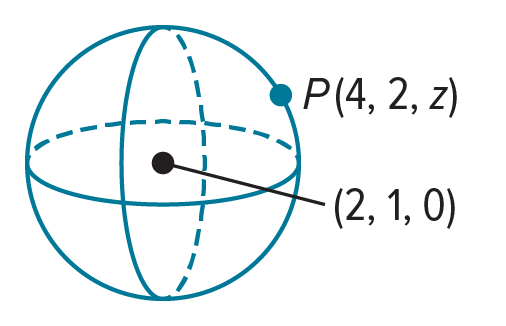 P(4, 2, z)
(2, 1, 0)